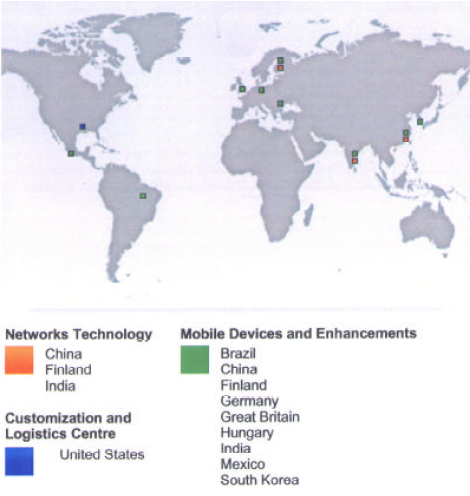 Networks Technology
China
Finland
India
Customization and
Logistics Centre
United States
Mobile Devices and Enhancements
Brazil
China
Finland
Germany
Great Britain
Hungary
India
Mexico
South Korea